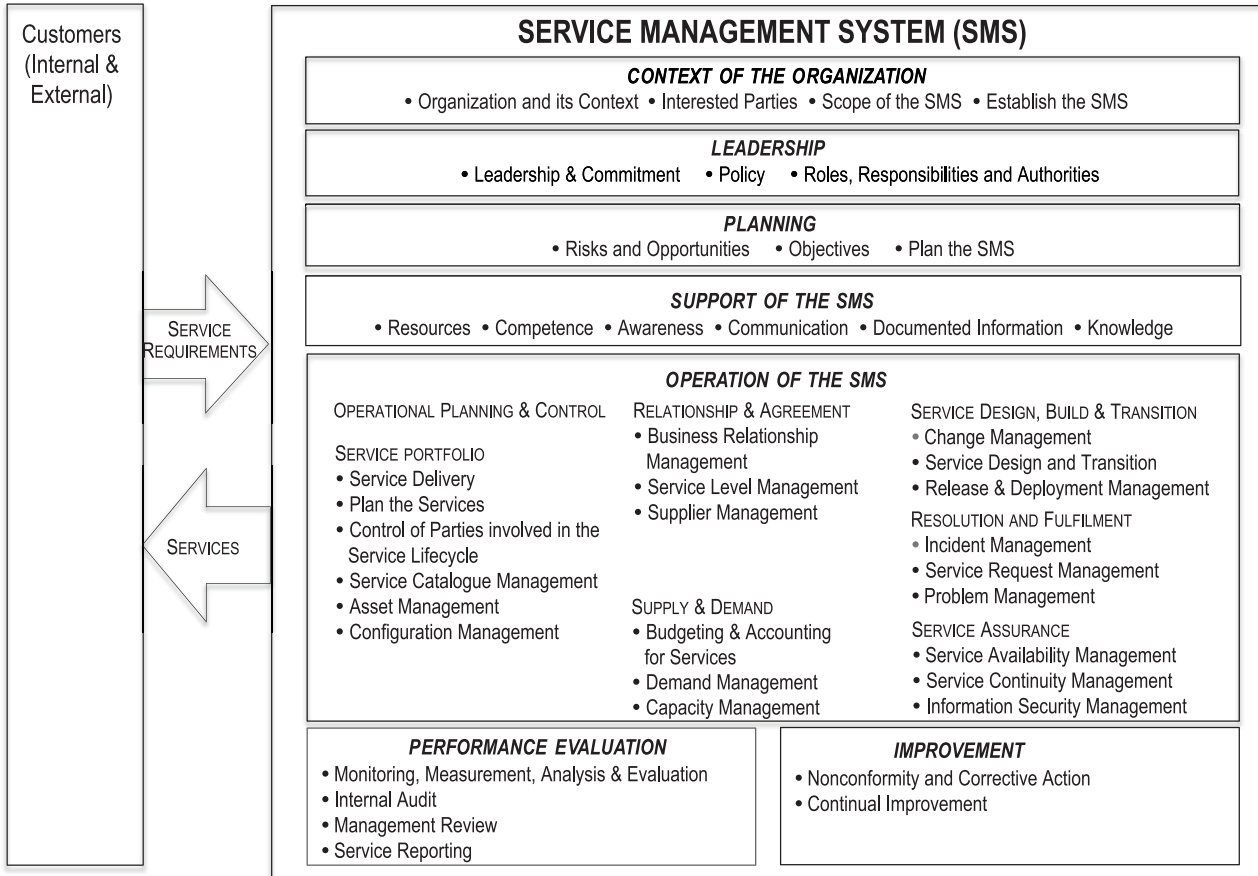 Customers
(Internal &
External)
SERVICE
REQUIREMENTS
SERVICES
SERVICE MANAGEMENT SYSTEM (SMS)
CONTEXT OF THE ORGANIZATION
• Organization and its Context • Interested Parties • Scope of the SMS • Establish the SMS
LEADERSHIP
• Leadership & Commitment • Policy • Roles, Responsibilities and Authorities
PLANNING
• Risks and Opportunities • Objectives • Plan the SMS
SUPPORT OF THE SMS
• Resources • Competence • Awareness • Communication • Documented Information • Knowledge
OPERATION OF THE SMS
OPERATIONAL PLANNING & CONTROL
SERVICE PORTFOLIO
• Service Delivery
• Plan the Services
• Control of Parties involved in the
Service Lifecycle
• Service Catalogue Management
• Asset Management
• Configuration Management
RELATIONSHIP & AGREEMENT
• Business Relationship
Management
• Service Level Management
• Supplier Management
SUPPLY & DEMAND
• Budgeting & Accounting
for Services
• Demand Management
• Capacity Management
SERVICE DESIGN, BUILD & TRANSITION
• Change Management
• Service Design and Transition
• Release & Deployment Management
RESOLUTION AND FULFILMENT
• Incident Management
• Service Request Management
• Problem Management
SERVICE ASSURANCE
• Service Availability Management
• Service Continuity Management
• Information Security Management
PERFORMANCE EVALUATION
• Monitoring, Measurement, Analysis & Evaluation
• Internal Audit
• Management Review
• Service Reporting
IMPROVEMENT
• Nonconformity and Corrective Action
• Continual Improvement